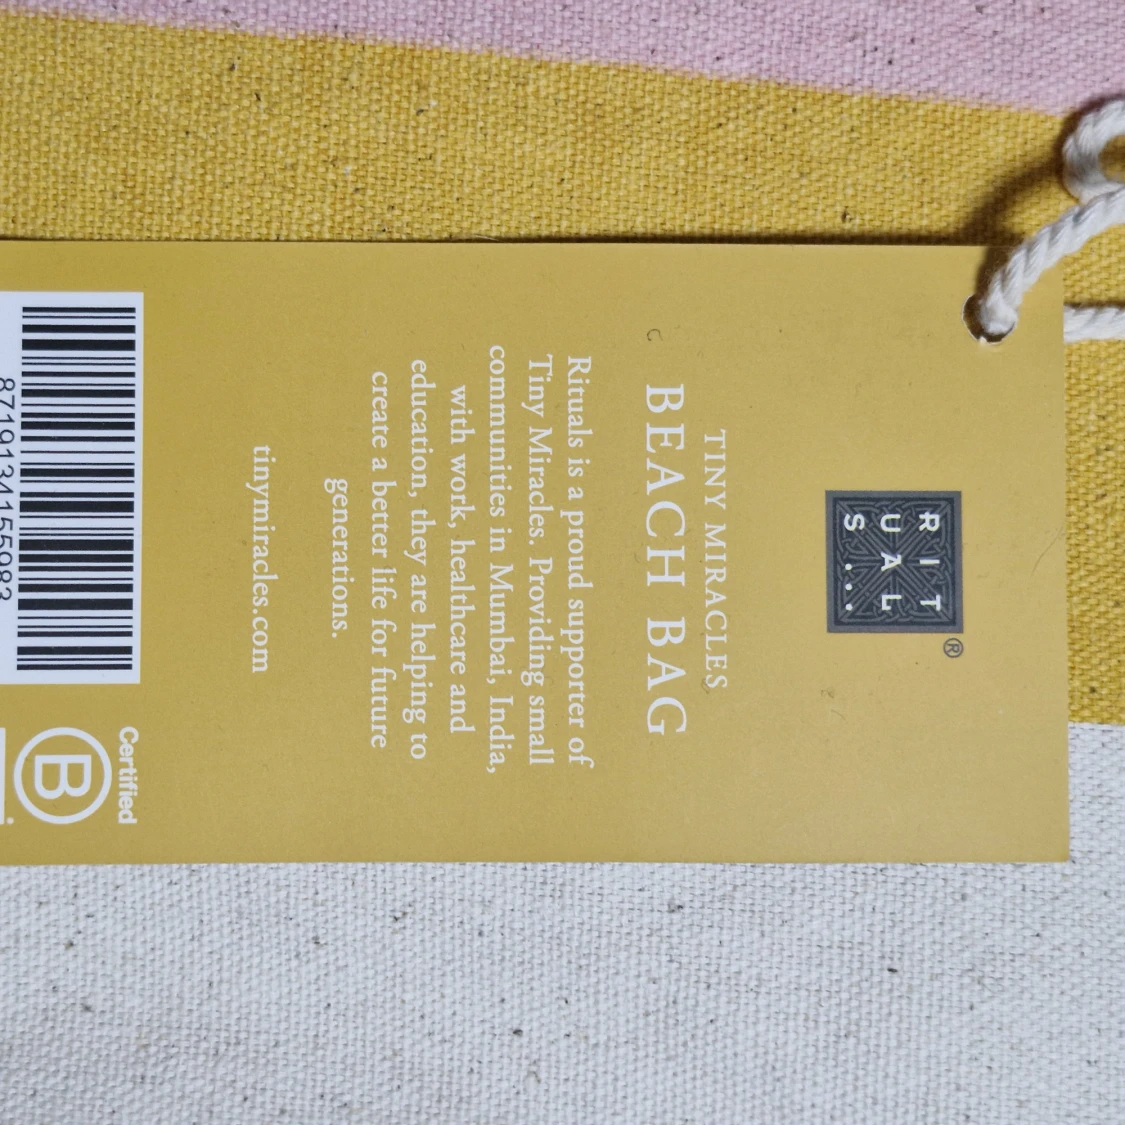 RIT
UAL
S...
®
TINY MIRACLES
BEACH BAG
Rituals is a proud supporter of
Tiny Miracles. Providing small
communities in Mumbai, India,
with work, healthcare and
education, they are helping to
create a better life for future
generations.
tinymiracles.com
8719134155983
Certified
B